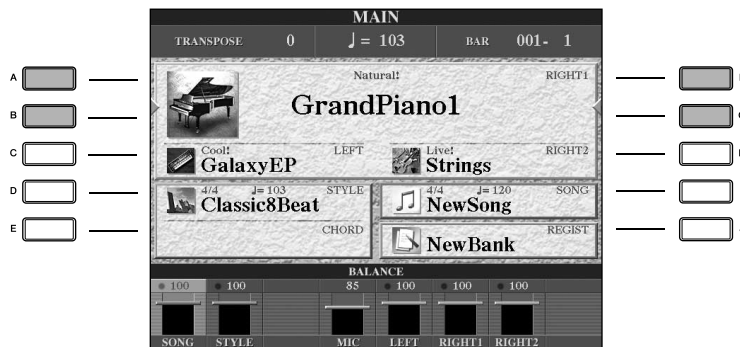 MAIN
TRANSPOSE 0 ♩= 103 BAR 001- 1
A
Natural! RIGHT1
GrandPiano1
B
Cool! LEFT Live! RIGHT2
C
GalaxyEP Strings
4/4 ♩= 103 STYLE 4/4 ♩= 120 SONG
D
Classic8Beat NewSong
CHORD REGIST
E
NewBank
BALANCE
100 100 85 100 100 100
SONG STYLE MIC LEFT RIGHT1 RIGHT2